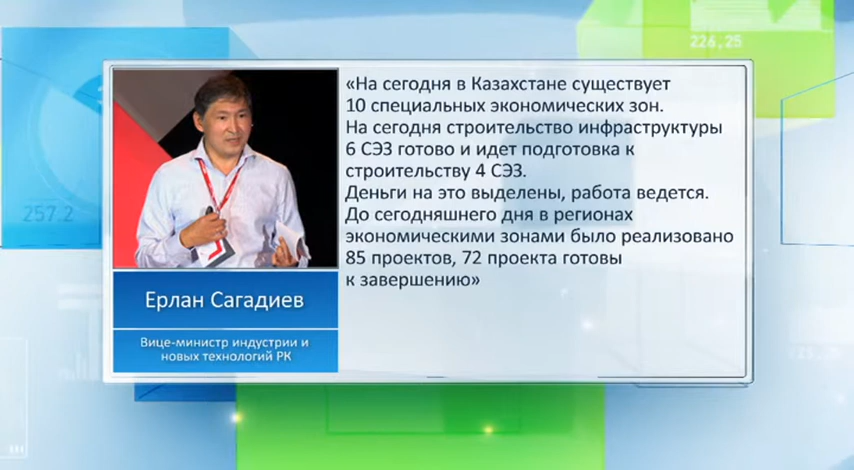 226,25
«На сегодня в Казахстане существует
10 специальных экономических зон.
На сегодня строительство инфраструктуры
6 СЭЗ готово и идет подготовка к
строительству 4 СЭЗ.
Деньги на это выделены, работа ведется.
До сегодняшнего дня в регионах
экономическими зонами было реализовано
85 проектов, 72 проекта готовы
к завершению»
257.2
Ерлан Сагадиев
Вице-министр индустрии и
новых технологий РК